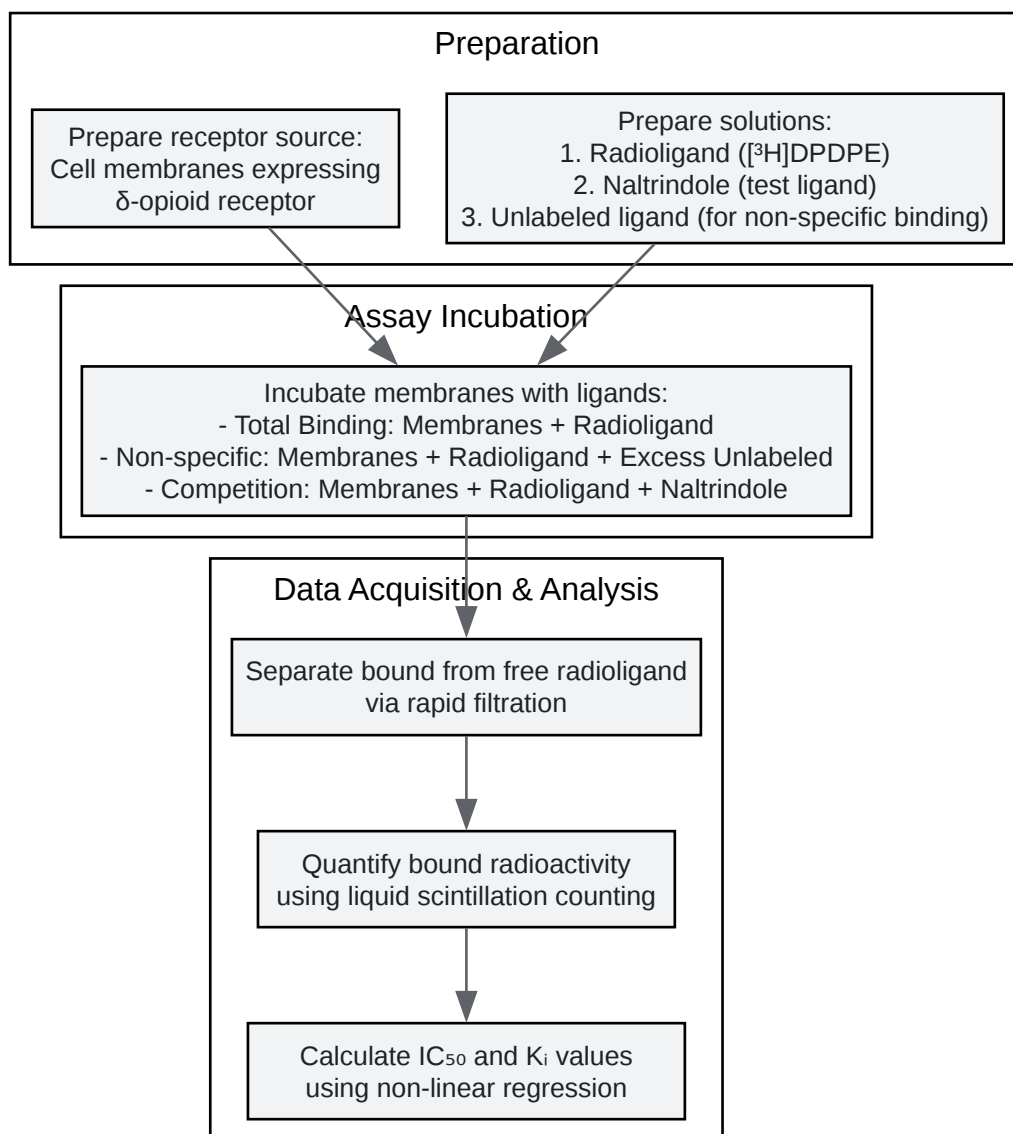 Preparation
Prepare receptor source:
Cell membranes expressing
δ-opioid receptor
Prepare solutions:
1. Radioligand ([³H]DPDPE)
2. Naltrindole (test ligand)
3. Unlabeled ligand (for non-specific binding)
Assay Incubation
Incubate membranes with ligands:
- Total Binding: Membranes + Radioligand
- Non-specific: Membranes + Radioligand + Excess Unlabeled
- Competition: Membranes + Radioligand + Naltrindole
Data Acquisition & Analysis
Separate bound from free radioligand
via rapid filtration
Quantify bound radioactivity
using liquid scintillation counting
Calculate IC₅₀ and Kᵢ values
using non-linear regression